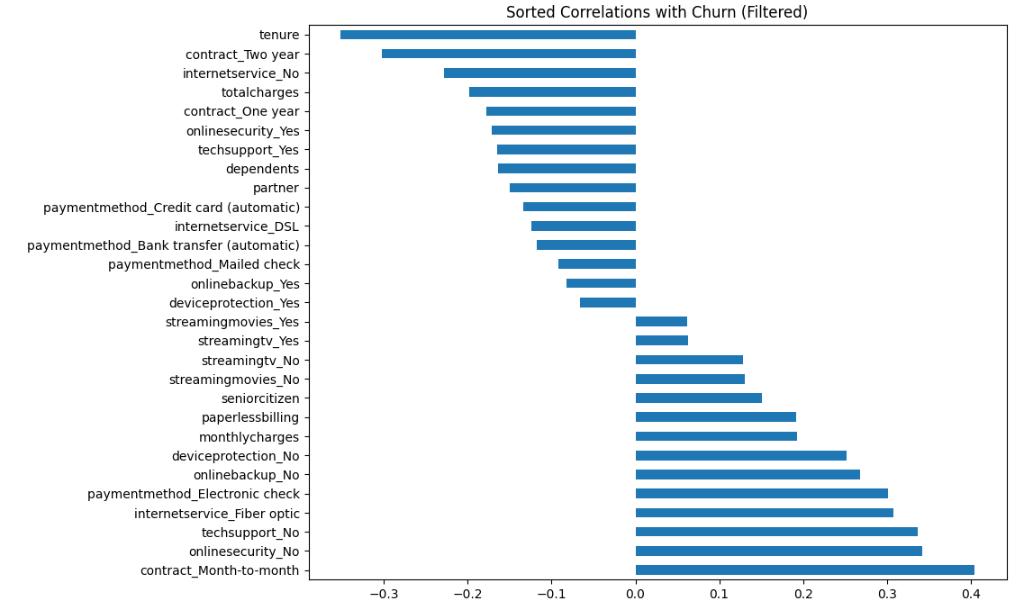 Sorted Correlations with Churn (Filtered)
tenure
contract_Two year
internetservice_No
totalcharges
contract_One year
onlinesecurity_Yes
techsupport_Yes
dependents
partner
paymentmethod_Credit card (automatic)
internetservice_DSL
paymentmethod_Bank transfer (automatic)
paymentmethod_Mailed check
onlinebackup_Yes
deviceprotection_Yes
streamingmovies_Yes
streamingtv_Yes
streamingtv_No
streamingmovies_No
seniorcitizen
paperlessbilling
monthlycharges
deviceprotection_No
onlinebackup_No
paymentmethod_Electronic check
internetservice_Fiber optic
techsupport_No
onlinesecurity_No
contract_Month-to-month
−0.3 −0.2 −0.1 0.0 0.1 0.2 0.3 0.4